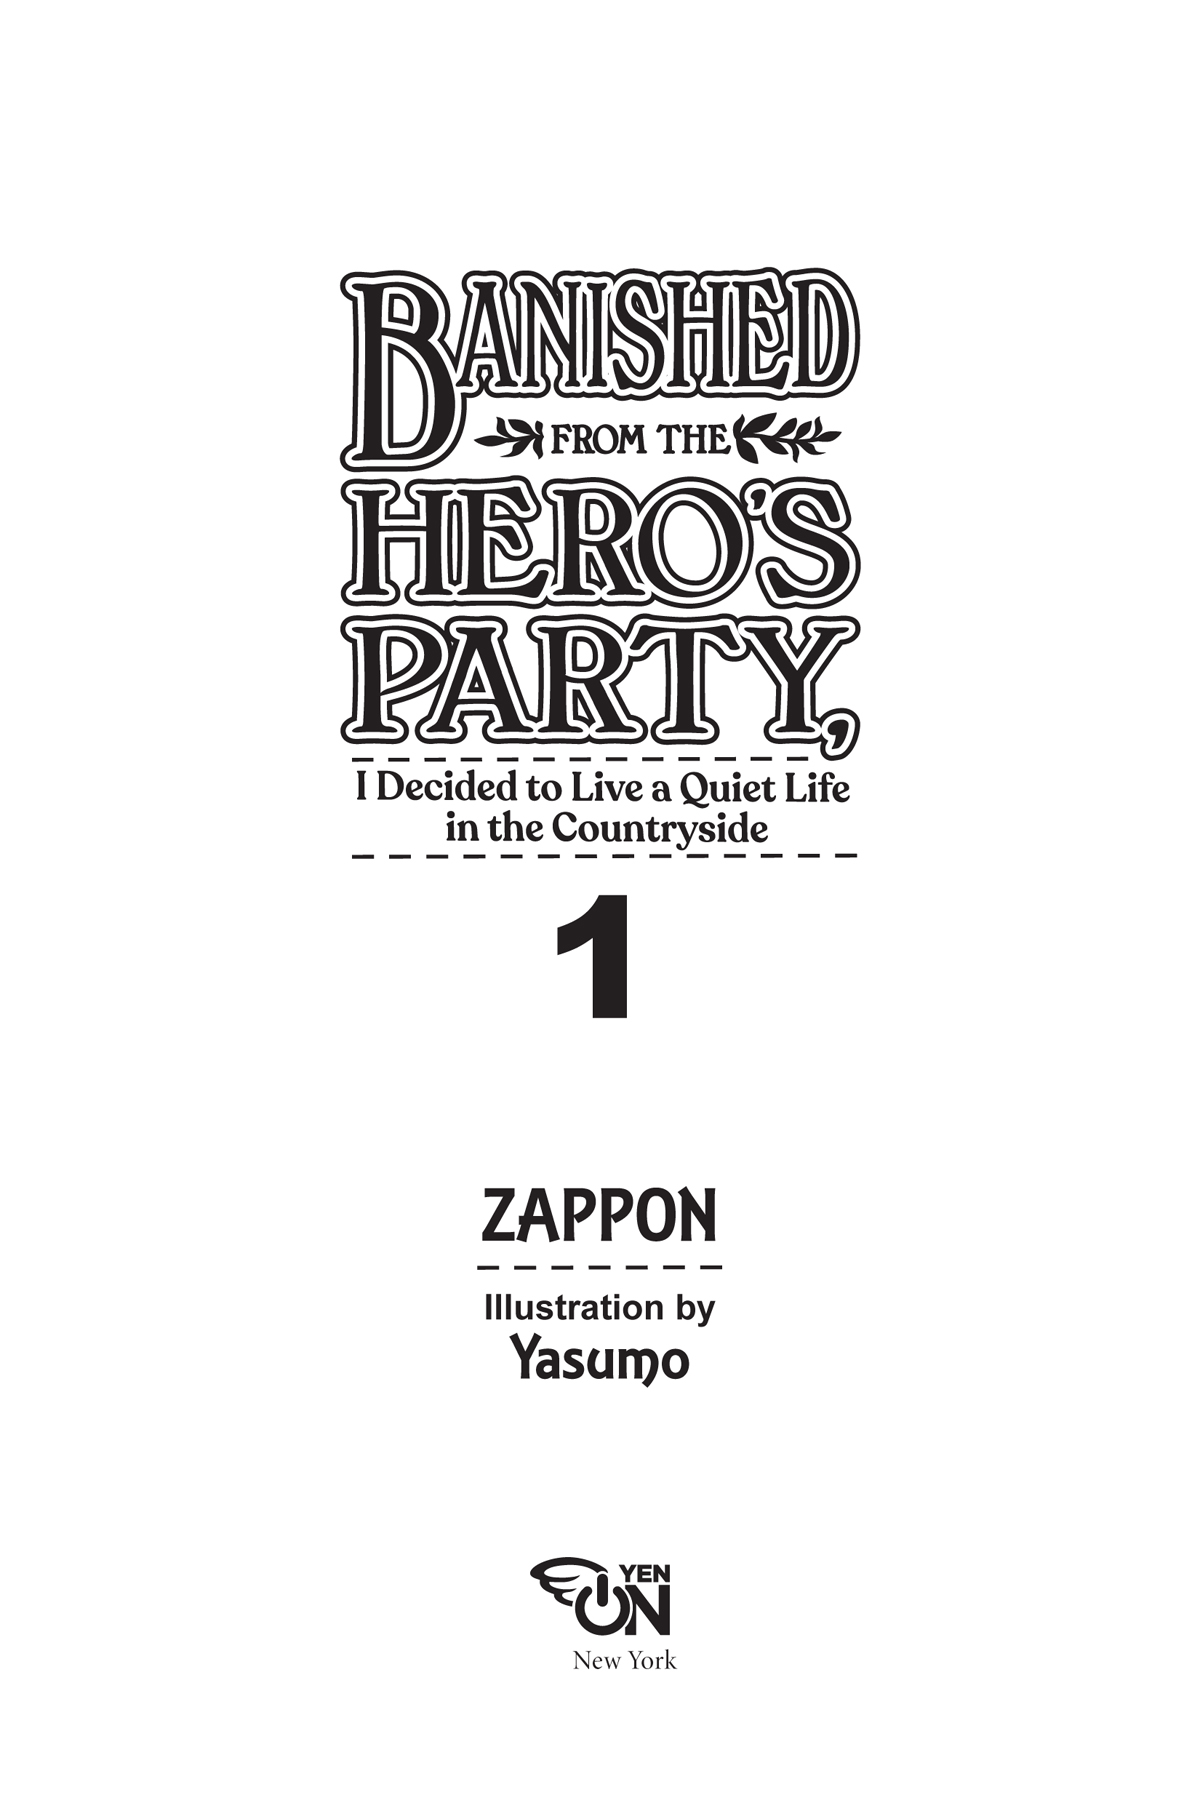 BANISHED
FROM THE
HERO'S
PARTY,
I Decided to Live a Quiet Life
in the Countryside
1
ZAPPON
Illustration by
Yasumo
YEN
ON
New York